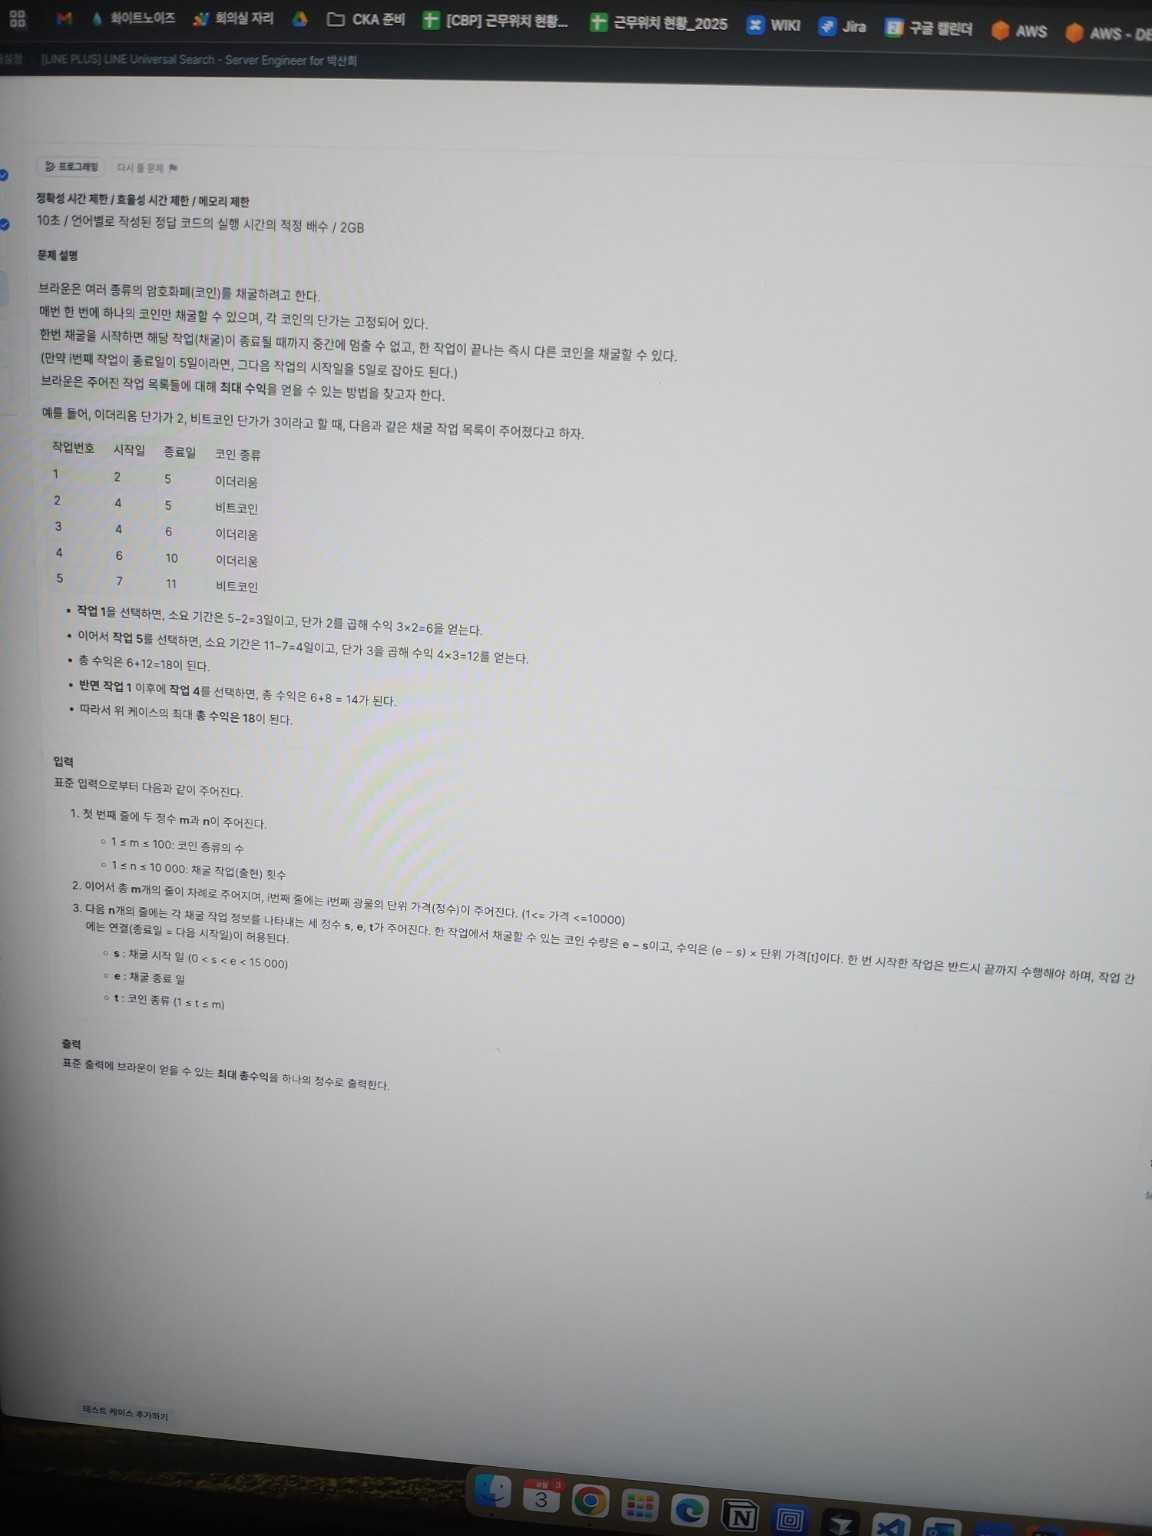 화이트노이즈 회의실 자리 CKA 준비 [CBP] 근무위치 현황... 근무위치 현황_2025 WIKI Jira 구글 캘린더 AWS AWS - DE
[LINE PLUS] LINE Universal Search - Server Engineer for 박산희
프로그래밍 다시 풀 문제
정확성 시간 제한 / 효율성 시간 제한 / 메모리 제한
10초 / 언어별로 작성된 정답 코드의 실행 시간의 적정 배수 / 2GB
문제 설명
브라운은 여러 종류의 암호화폐(코인)를 채굴하려고 한다.
매번 한 번에 하나의 코인만 채굴할 수 있으며, 각 코인의 단가는 고정되어 있다.
한번 채굴을 시작하면 해당 작업(채굴)이 종료될 때까지 중간에 멈출 수 없고, 한 작업이 끝나는 즉시 다른 코인을 채굴할 수 있다.
(만약 i번째 작업이 종료일이 5일이라면, 그다음 작업의 시작일을 5일로 잡아도 된다.)
브라운은 주어진 작업 목록들에 대해 최대 수익을 얻을 수 있는 방법을 찾고자 한다.
예를 들어, 이더리움 단가가 2, 비트코인 단가가 3이라고 할 때, 다음과 같은 채굴 작업 목록이 주어졌다고 하자.
작업번호 시작일 종료일 코인 종류
1 2 5 이더리움
2 4 5 비트코인
3 4 6 이더리움
4 6 10 이더리움
5 7 11 비트코인
• 작업 1을 선택하면, 소요 기간은 5−2=3일이고, 단가 2를 곱해 수익 3×2=6을 얻는다.
• 이어서 작업 5를 선택하면, 소요 기간은 11−7=4일이고, 단가 3을 곱해 수익 4×3=12를 얻는다.
• 총 수익은 6+12=18이 된다.
• 반면 작업 1 이후에 작업 4를 선택하면, 총 수익은 6+8 = 14가 된다.
• 따라서 위 케이스의 최대 총 수익은 18이 된다.
입력
표준 입력으로부터 다음과 같이 주어진다.
1. 첫 번째 줄에 두 정수 m과 n이 주어진다.
○ 1 ≤ m ≤ 100: 코인 종류의 수
○ 1 ≤ n ≤ 10 000: 채굴 작업(출현) 횟수
2. 이어서 총 m개의 줄이 차례로 주어지며, i번째 줄에는 i번째 광물의 단위 가격(정수)이 주어진다. (1<= 가격 <=10000)
3. 다음 n개의 줄에는 각 채굴 작업 정보를 나타내는 세 정수 s, e, t가 주어진다. 한 작업에서 채굴할 수 있는 코인 수량은 e − s이고, 수익은 (e − s) × 단위 가격[t]이다. 한 번 시작한 작업은 반드시 끝까지 수행해야 하며, 작업 간
에는 연결(종료일 = 다음 시작일)이 허용된다.
○ s : 채굴 시작 일 (0 < s < e < 15 000)
○ e : 채굴 종료 일
○ t : 코인 종류 (1 ≤ t ≤ m)
출력
표준 출력에 브라운이 얻을 수 있는 최대 총수익을 하나의 정수로 출력한다.
테스트 케이스 추가하기
3